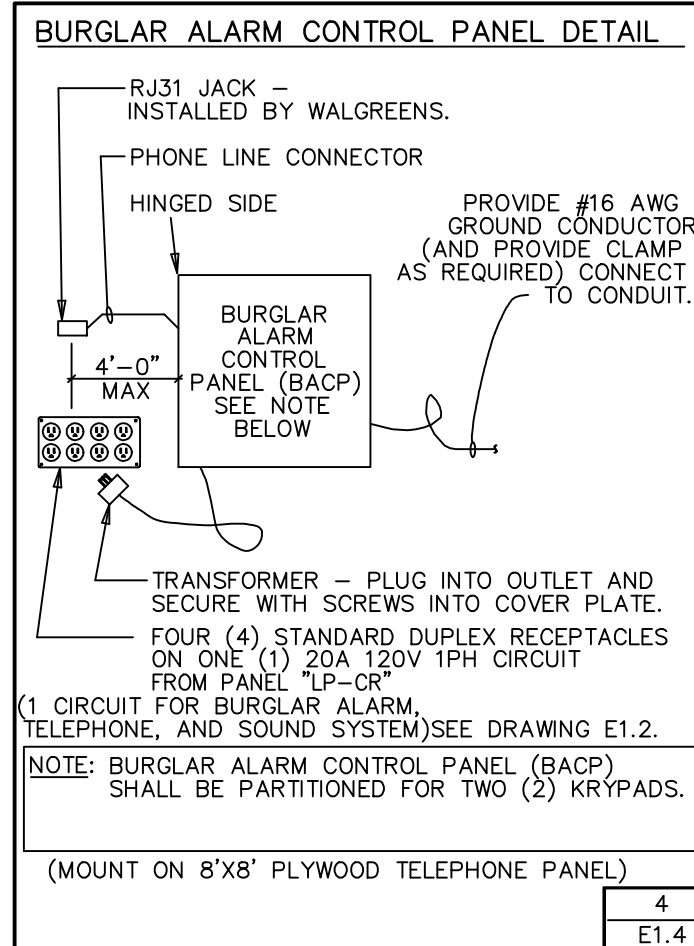 BURGLAR ALARM CONTROL PANEL DETAIL
RJ31 JACK –
INSTALLED BY WALGREENS.
PHONE LINE CONNECTOR
HINGED SIDE
PROVIDE #16 AWG
GROUND CONDUCTOR
(AND PROVIDE CLAMP
AS REQUIRED) CONNECT
TO CONDUIT.
BURGLAR
ALARM
CONTROL
PANEL (BACP)
SEE NOTE
BELOW
4'–0"
MAX
TRANSFORMER – PLUG INTO OUTLET AND
SECURE WITH SCREWS INTO COVER PLATE.
FOUR (4) STANDARD DUPLEX RECEPTACLES
ON ONE (1) 20A 120V 1PH CIRCUIT
FROM PANEL "LP–CR"
(1 CIRCUIT FOR BURGLAR ALARM,
TELEPHONE, AND SOUND SYSTEM)SEE DRAWING E1.2.
NOTE: BURGLAR ALARM CONTROL PANEL (BACP)
SHALL BE PARTITIONED FOR TWO (2) KRYPADS.
(MOUNT ON 8'X8' PLYWOOD TELEPHONE PANEL)
4
E1.4